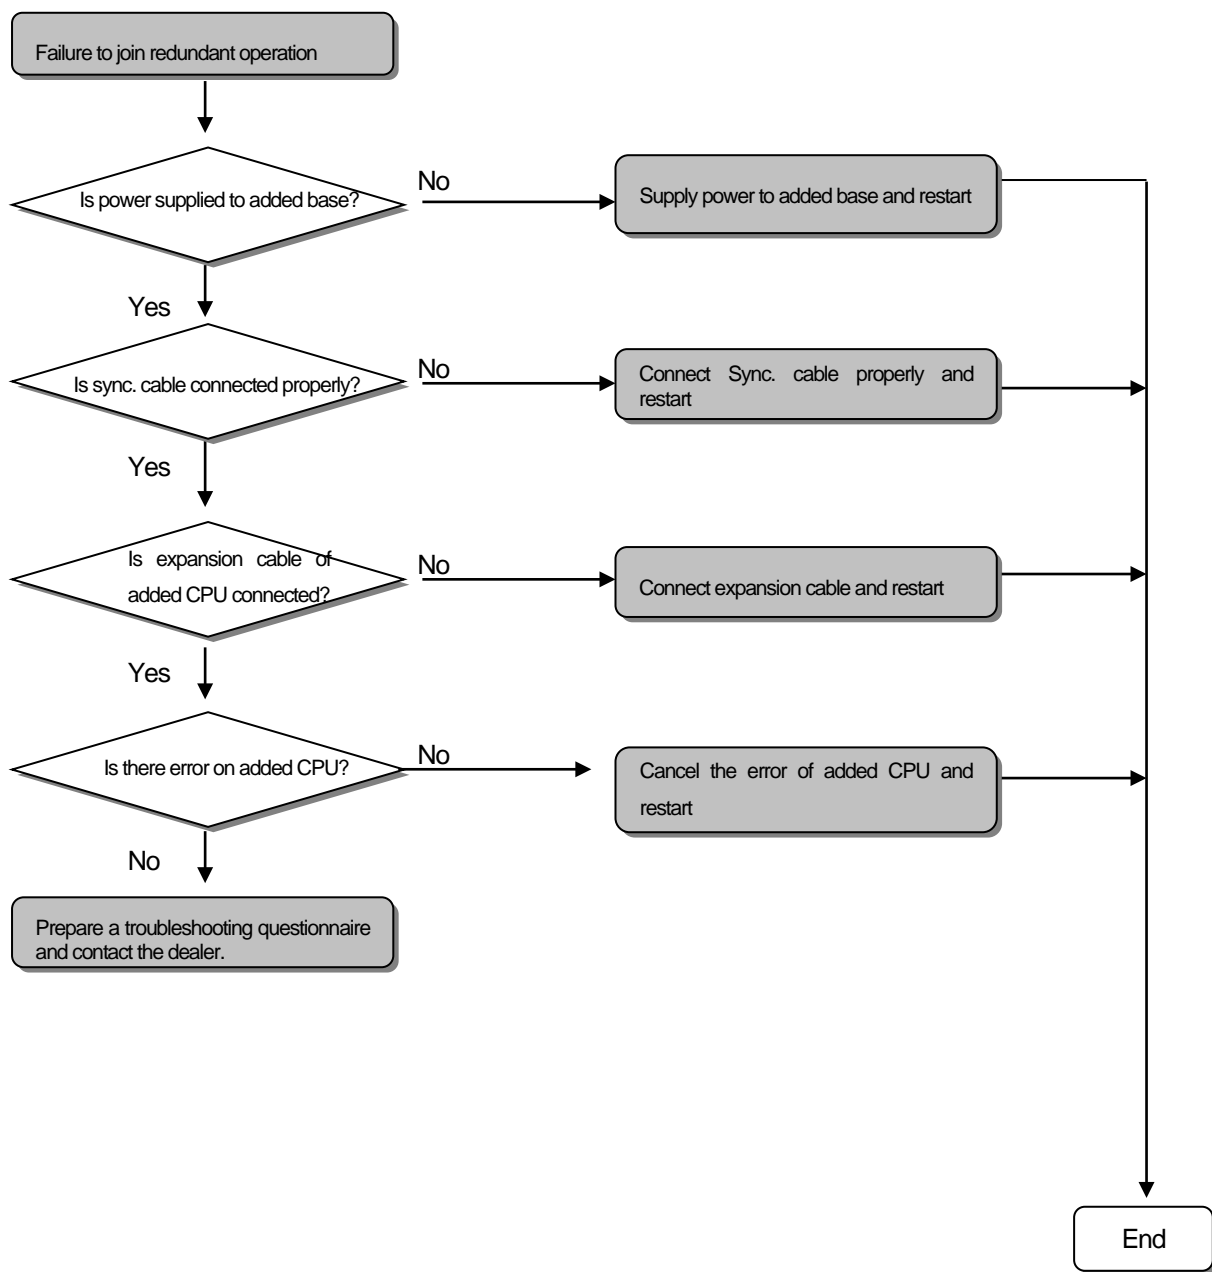 Failure to join redundant operation
Is power supplied to added base?
No
Supply power to added base and restart
Yes
Is sync. cable connected properly?
No
Connect Sync. cable properly and
restart
Yes
Is expansion cable of
added CPU connected?
No
Connect expansion cable and restart
Yes
Is there error on added CPU?
No
Cancel the error of added CPU and
restart
No
Prepare a troubleshooting questionnaire
and contact the dealer.
End